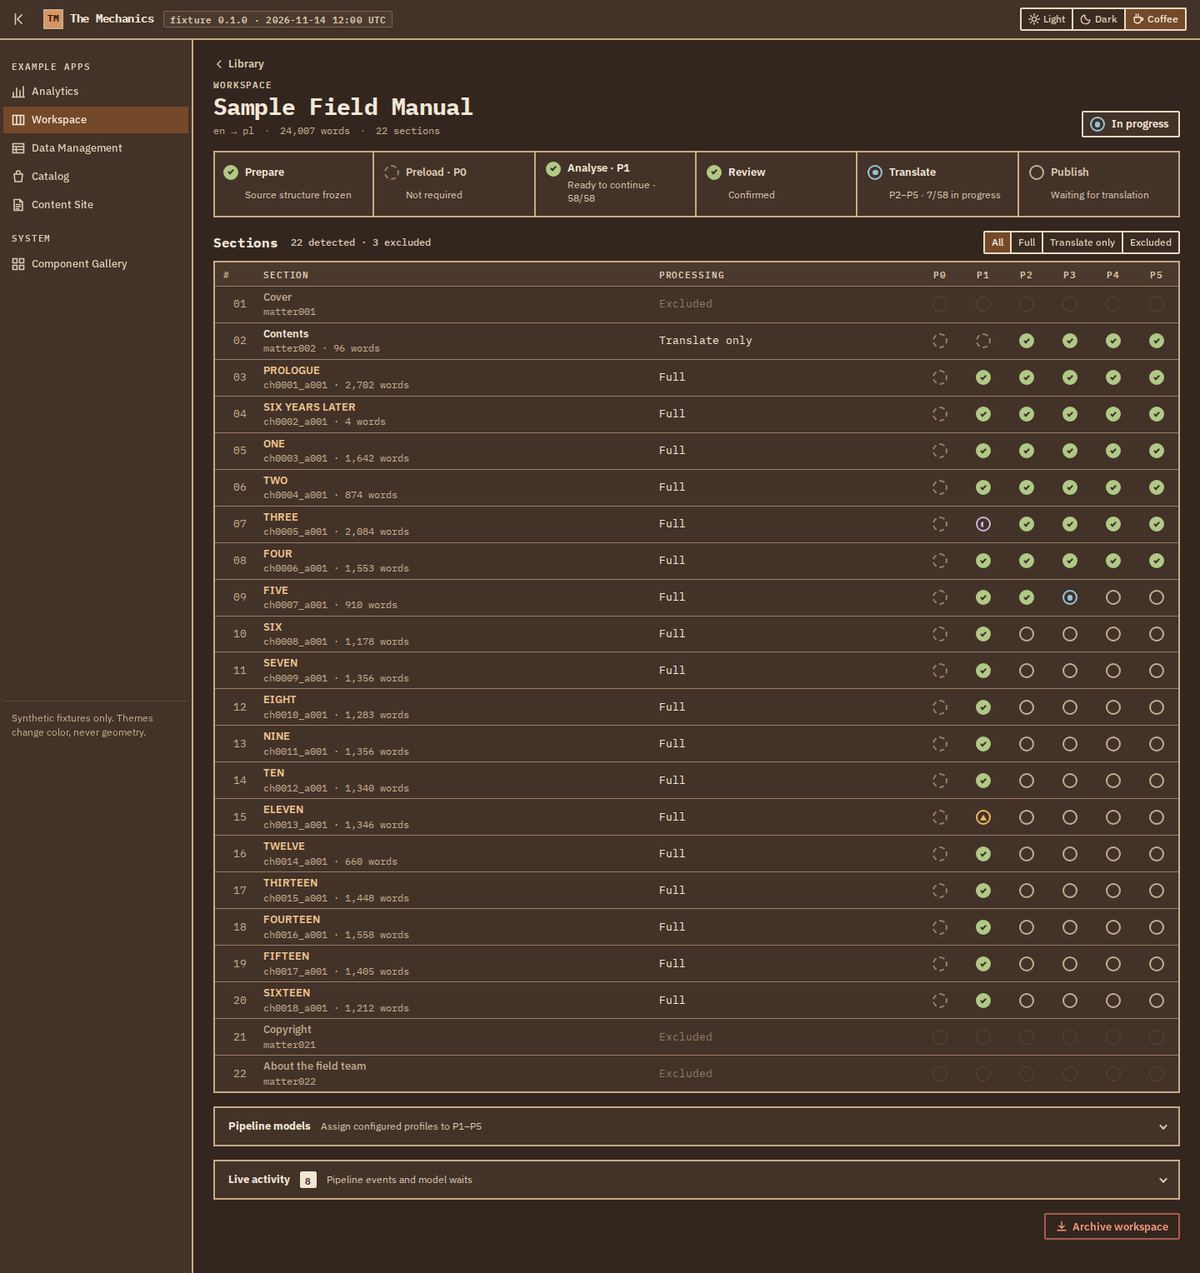 TM The Mechanics fixture 0.1.0 · 2026-11-14 12:00 UTC Light Dark Coffee
EXAMPLE APPS
Analytics
Workspace
Data Management
Catalog
Content Site
SYSTEM
Component Gallery
Synthetic fixtures only. Themes
change color, never geometry.
Library
WORKSPACE
Sample Field Manual
en → pl · 24,007 words · 22 sections
In progress
Prepare
Source structure frozen
Preload · P0
Not required
Analyse · P1
Ready to continue ·
58/58
Review
Confirmed
Translate
P2–P5 · 7/58 in progress
Publish
Waiting for translation
Sections 22 detected · 3 excluded All Full Translate only Excluded
# SECTION PROCESSING P0 P1 P2 P3 P4 P5
01 Cover Excluded
matter001
02 Contents Translate only
matter002 · 96 words
03 PROLOGUE Full
ch0001_a001 · 2,702 words
04 SIX YEARS LATER Full
ch0002_a001 · 4 words
05 ONE Full
ch0003_a001 · 1,642 words
06 TWO Full
ch0004_a001 · 874 words
07 THREE Full
ch0005_a001 · 2,084 words
08 FOUR Full
ch0006_a001 · 1,553 words
09 FIVE Full
ch0007_a001 · 910 words
10 SIX Full
ch0008_a001 · 1,178 words
11 SEVEN Full
ch0009_a001 · 1,356 words
12 EIGHT Full
ch0010_a001 · 1,283 words
13 NINE Full
ch0011_a001 · 1,356 words
14 TEN Full
ch0012_a001 · 1,340 words
15 ELEVEN Full
ch0013_a001 · 1,346 words
16 TWELVE Full
ch0014_a001 · 660 words
17 THIRTEEN Full
ch0015_a001 · 1,448 words
18 FOURTEEN Full
ch0016_a001 · 1,558 words
19 FIFTEEN Full
ch0017_a001 · 1,405 words
20 SIXTEEN Full
ch0018_a001 · 1,212 words
21 Copyright Excluded
matter021
22 About the field team Excluded
matter022
Pipeline models Assign configured profiles to P1–P5
Live activity 8 Pipeline events and model waits
Archive workspace